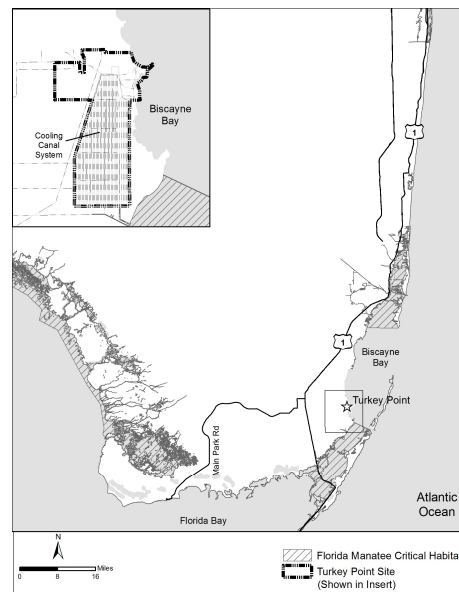 Biscayne
Bay
Cooling
Canal
System
1
1
Biscayne
Bay
Turkey Point
Main Park Rd
Atlantic
Ocean
Florida Bay
N
Miles
0 8 16
Florida Manatee Critical Habita
Turkey Point Site
(Shown in Insert)